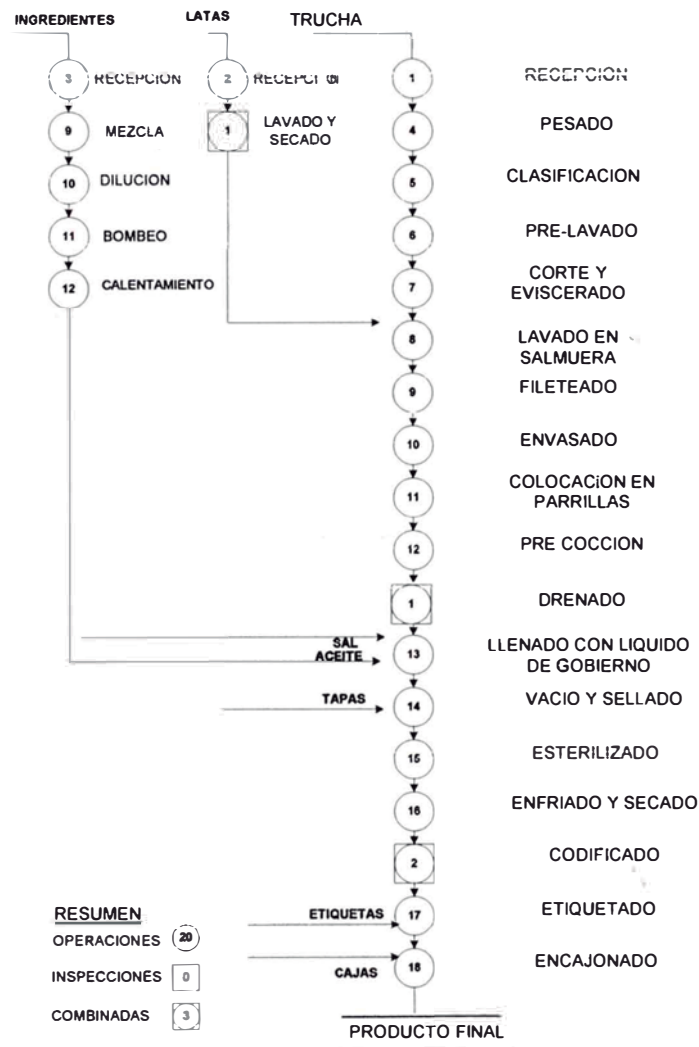 INGREDIENTES LATAS TRUCHA
3 RECEPCION 2 1 RECEPCION
9 MEZCLA 1 LAVADO Y SECADO 4 PESADO
10 DILUCION 5 CLASIFICACION
11 BOMBEO 6 PRE-LAVADO
12 CALENTAMIENTO 7 CORTE Y EVISCERADO
8 LAVADO EN
SALMUERA
9 FILETEADO
10 ENVASADO
11 COLOCACiON EN
PARRILLAS
12 PRE COCCION
1 DRENADO
SAL
ACEITE 13 LLENADO CON LIQUIDO
DE GOBIERNO
TAPAS 14 VACIO Y SELLADO
15 ESTERILIZADO
16 ENFRIADO Y SECADO
2 CODIFICADO
ETIQUETAS 17 ETIQUETADO
CAJAS 18 ENCAJONADO
PRODUCTO FINAL
RESUMEN
OPERACIONES 20
INSPECCIONES 0
COMBINADAS 3